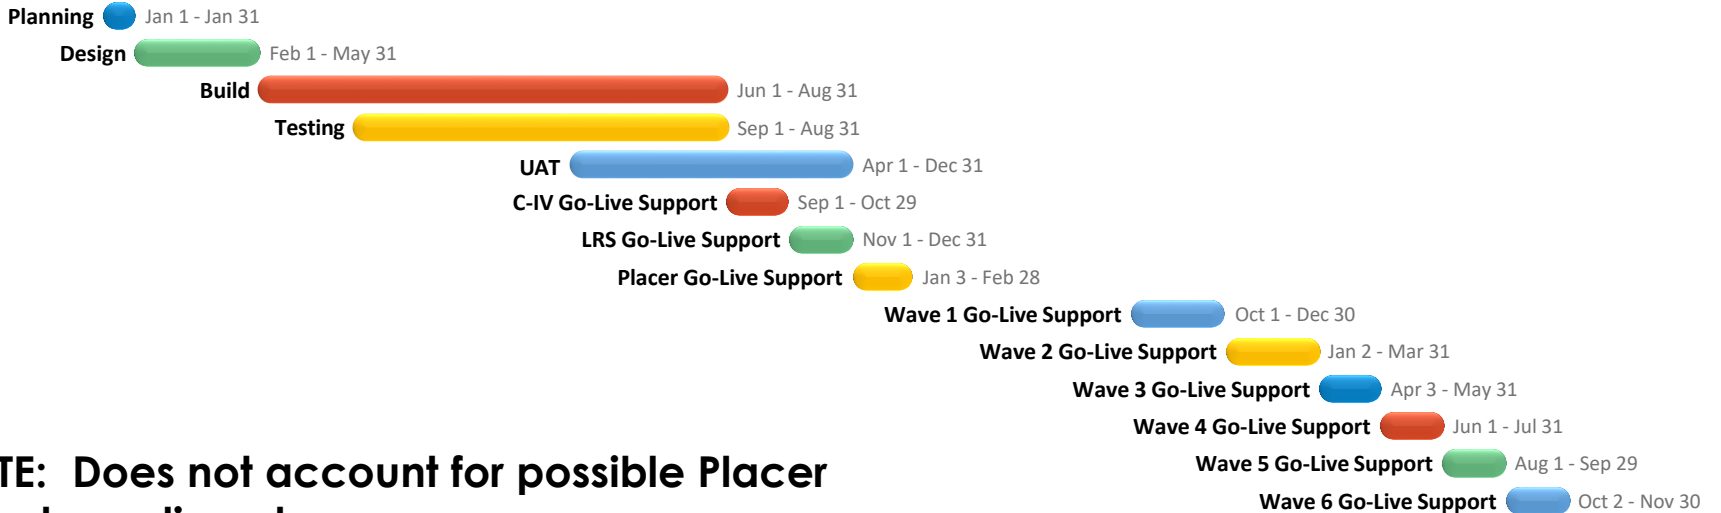 Planning Jan 1 - Jan 31
Design Feb 1 - May 31
Build Jun 1 - Aug 31
Testing Sep 1 - Aug 31
UAT Apr 1 - Dec 31
C-IV Go-Live Support Sep 1 - Oct 29
LRS Go-Live Support Nov 1 - Dec 31
Placer Go-Live Support Jan 3 - Feb 28
Wave 1 Go-Live Support Oct 1 - Dec 30
Wave 2 Go-Live Support Jan 2 - Mar 31
Wave 3 Go-Live Support Apr 3 - May 31
Wave 4 Go-Live Support Jun 1 - Jul 31
Wave 5 Go-Live Support Aug 1 - Sep 29
Wave 6 Go-Live Support Oct 2 - Nov 30
TE: Does not account for possible Placer